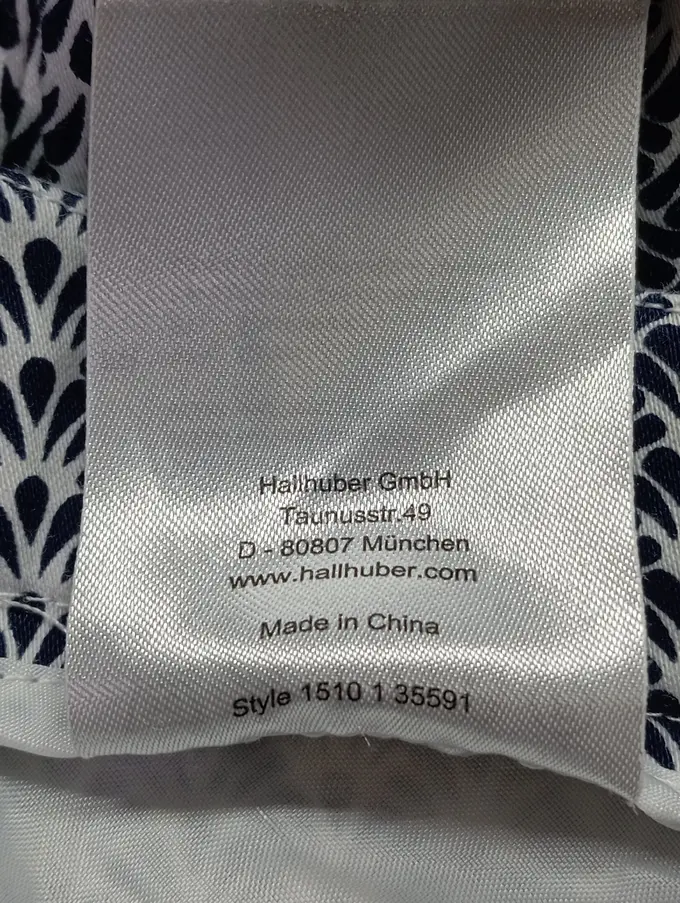 Hallhuber GmbH
Taunusstr.49
D - 80807 München
www.hallhuber.com
Made in China
Style 1510 1 35591